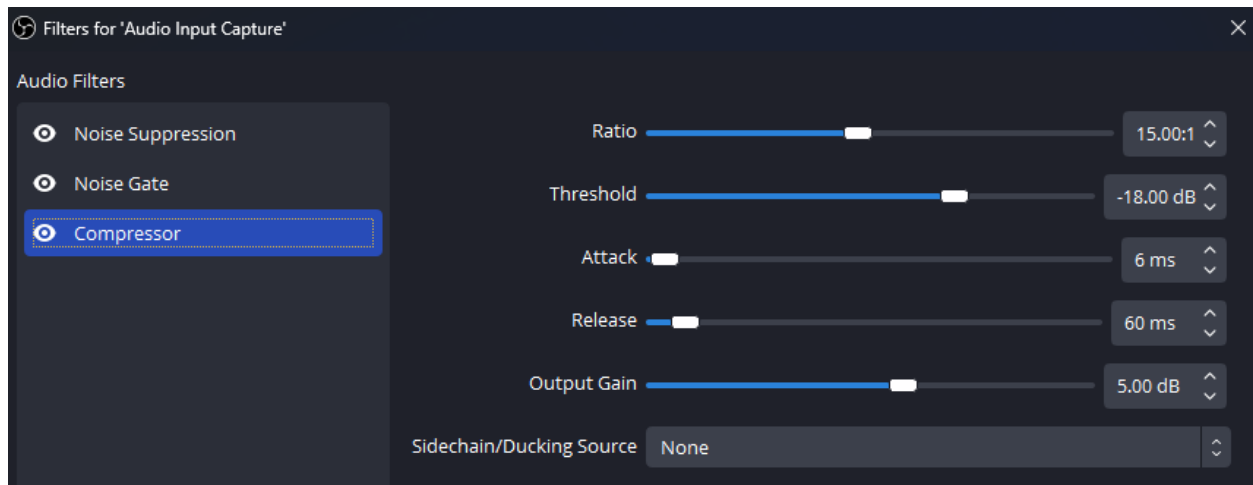 Filters for 'Audio Input Capture'
Audio Filters
Noise Suppression
Noise Gate
Compressor
Ratio 15.00:1
Threshold -18.00 dB
Attack 6 ms
Release 60 ms
Output Gain 5.00 dB
Sidechain/Ducking Source None